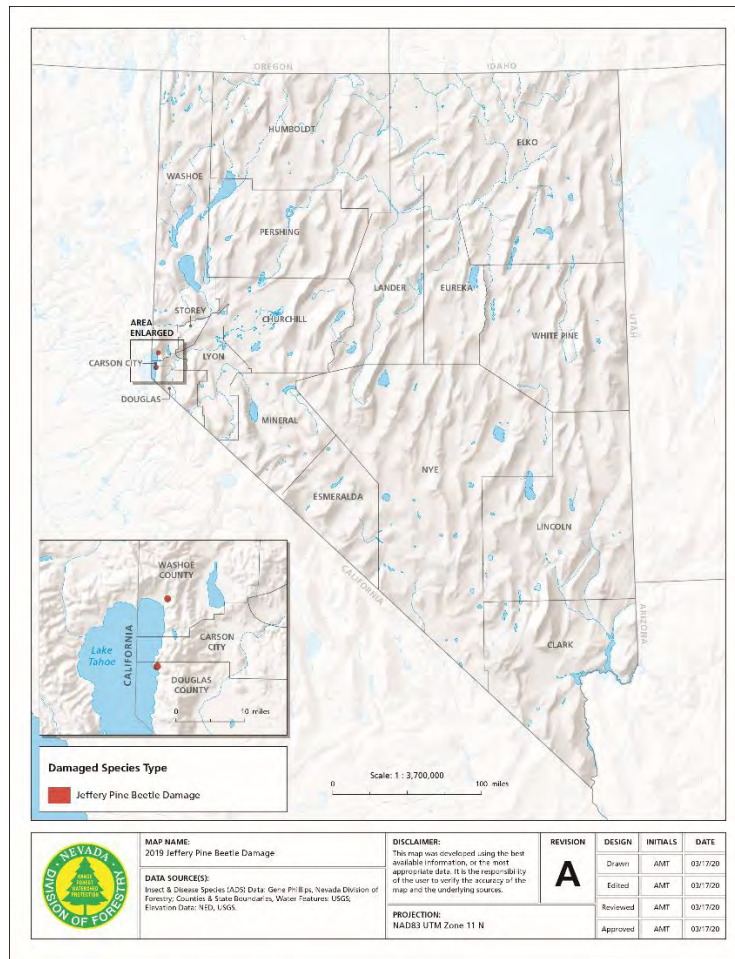 OREGON
IDAHO
HUMBOLDT
ELKO
WASHOE
PERSHING
LANDER
EUREKA
STOREY
CHURCHILL
AREA
ENLARGED
WHITE PINE
UTAH
CARSON CITY
LYON
DOUGLAS
MINERAL
NYE
ESMERALDA
LINCOLN
CALIFORNIA
ARIZONA
CLARK
WASHOE
COUNTY
CARSON
CITY
Lake
Tahoe
CALIFORNIA
DOUGLAS
COUNTY
0 10 miles
Damaged Species Type
Jeffery Pine Beetle Damage
Scale: 1 : 3,700,000
0 100 miles
NEVADA
DIVISION OF FORESTRY
STATE
FOREST
WATERSHED
PROTECTION
MAP NAME:
2019 Jeffery Pine Beetle Damage
DATA SOURCE(S):
Insect & Disease Species (ADS) Data: Gene Phillips, Nevada Division of
Forestry; Counties & State Boundaries, Water Features: USGS;
Elevation Data: NED, USGS.
DISCLAIMER:
This map was developed using the best
available information, or the most
appropriate data. It is the responsibility
of the user to verify the accuracy of the
map and the underlying sources.
PROJECTION:
NAD83 UTM Zone 11 N
REVISION
A
DESIGN INITIALS DATE
Drawn AMT 03/17/20
Edited AMT 03/17/20
Reviewed AMT 03/17/20
Approved AMT 03/17/20